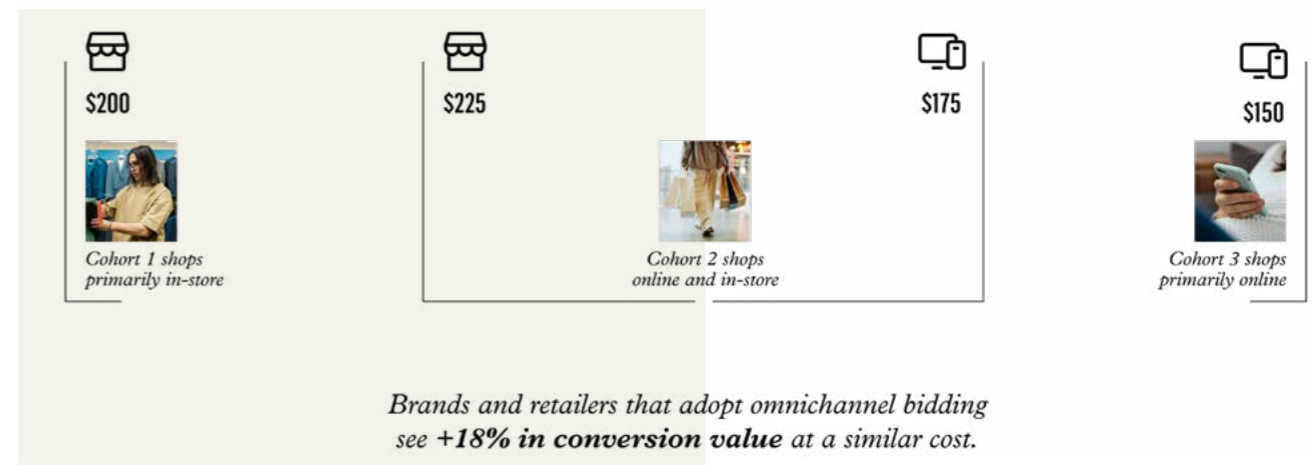 $200
$225
$175
$150
Cohort 1 shops
primarily in-store
Cohort 2 shops
online and in-store
Cohort 3 shops
primarily online
Brands and retailers that adopt omnichannel bidding
see +18% in conversion value at a similar cost.